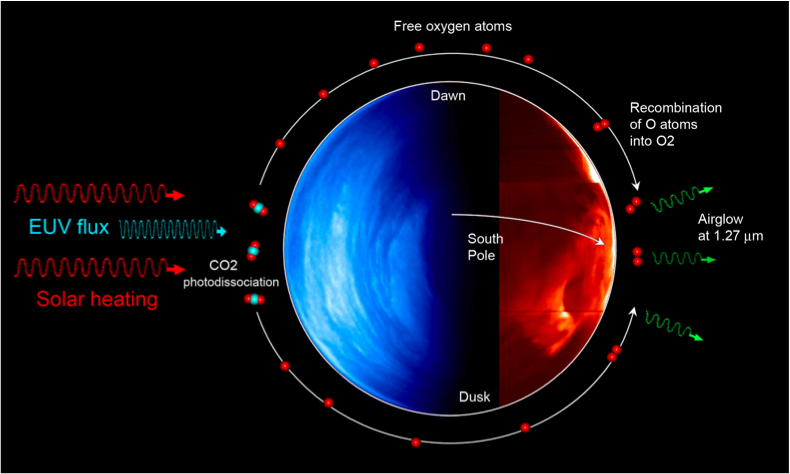 Free oxygen atoms
Dawn
Recombination
of O atoms
into O2
EUV flux
Airglow
at 1.27 μm
South
Pole
CO2
photodissociation
Solar heating
Dusk